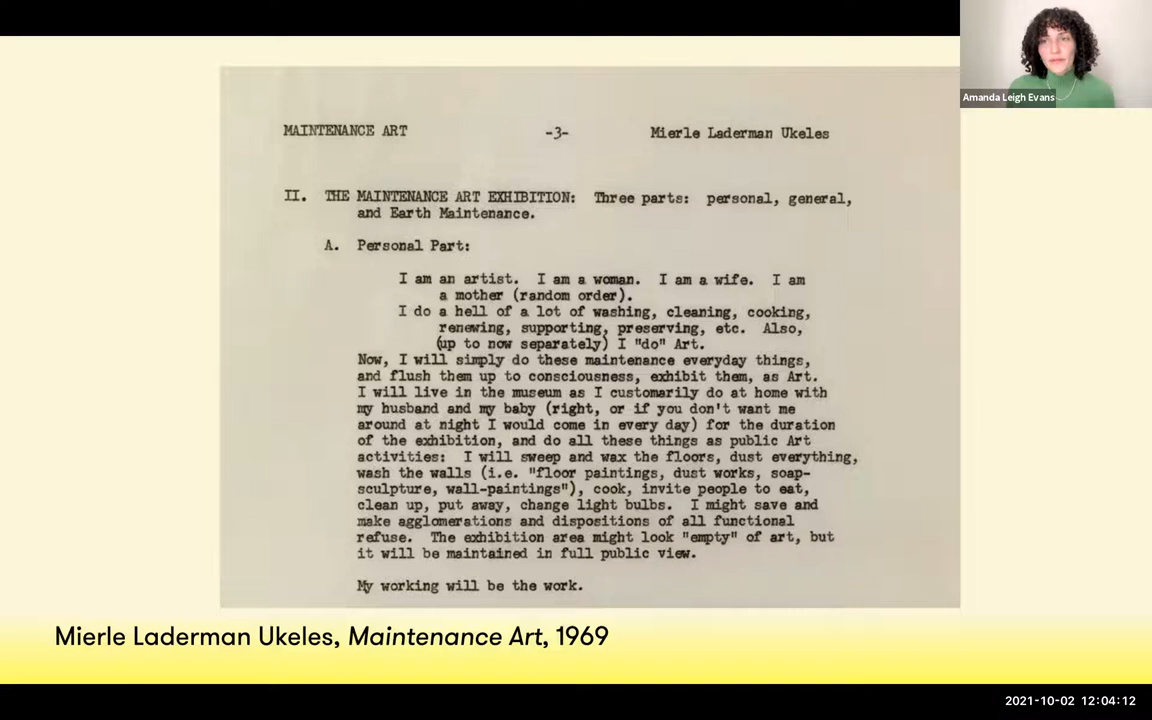 Amanda Leigh Evans
MAINTENANCE ART -3- Mierle Laderman Ukeles
II. THE MAINTENANCE ART EXHIBITION: Three parts: personal, general,
and Earth Maintenance.
A. Personal Part:
I am an artist. I am a woman. I am a wife. I am
a mother (random order).
I do a hell of a lot of washing, cleaning, cooking,
renewing, supporting, preserving, etc. Also,
(up to now separately) I "do" Art.
Now, I will simply do these maintenance everyday things,
and flush them up to consciousness, exhibit them, as Art.
I will live in the museum as I customarily do at home with
my husband and my baby (right, or if you don't want me
around at night I would come in every day) for the duration
of the exhibition, and do all these things as public Art
activities: I will sweep and wax the floors, dust everything,
wash the walls (i.e. "floor paintings, dust works, soap-
sculpture, wall-paintings"), cook, invite people to eat,
clean up, put away, change light bulbs. I might save and
make agglomerations and dispositions of all functional
refuse. The exhibition area might look "empty" of art, but
it will be maintained in full public view.
My working will be the work.
Mierle Laderman Ukeles, Maintenance Art, 1969
2021-10-02 12:04:12